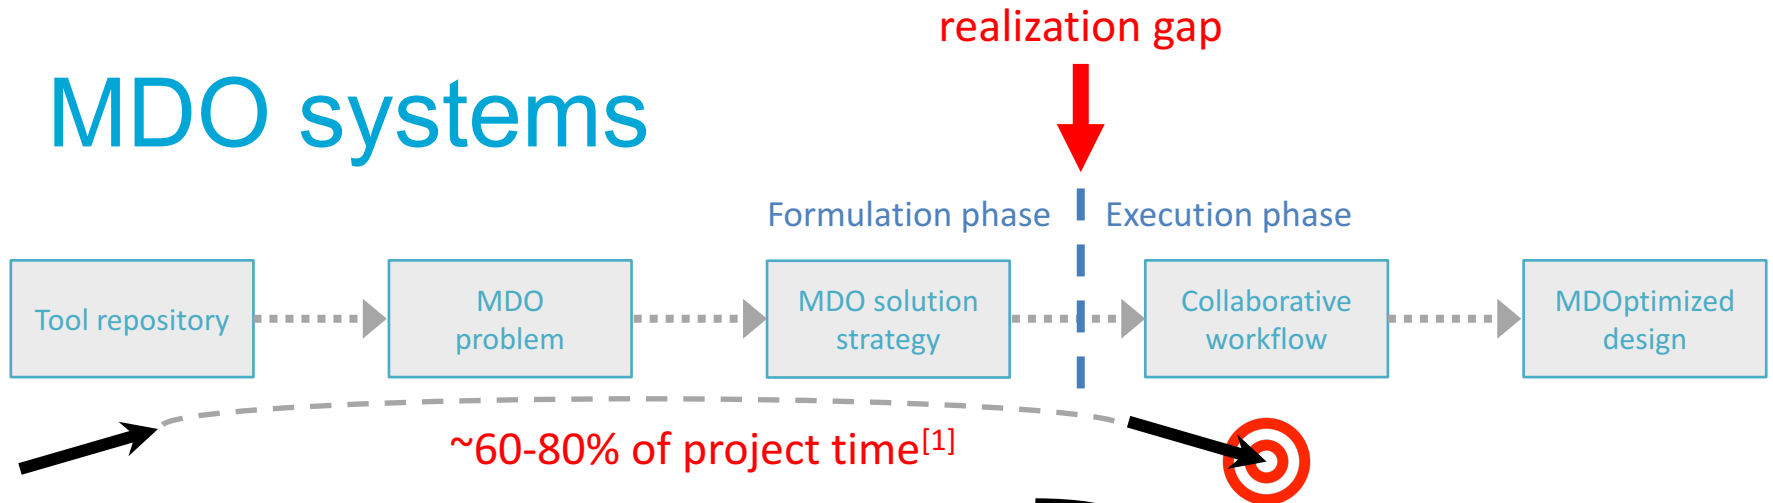 realization gap
MDO systems
Formulation phase
Execution phase
Tool repository
MDO
problem
MDO solution
strategy
Collaborative
workflow
MDOptimized
design
~60-80% of project time[1]